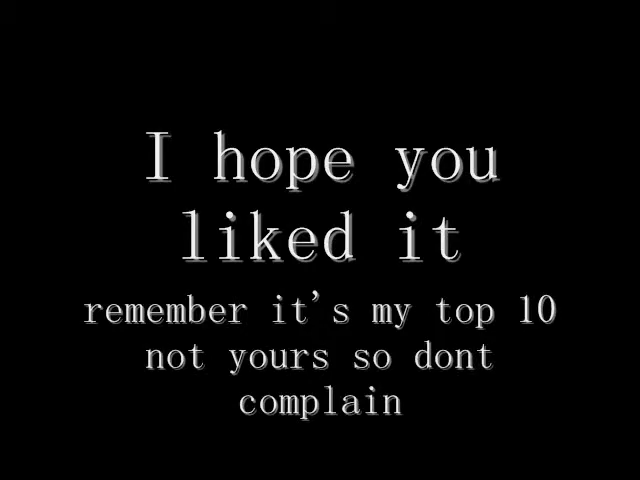 I hope you
liked it
remember it's my top 10
not yours so dont
complain